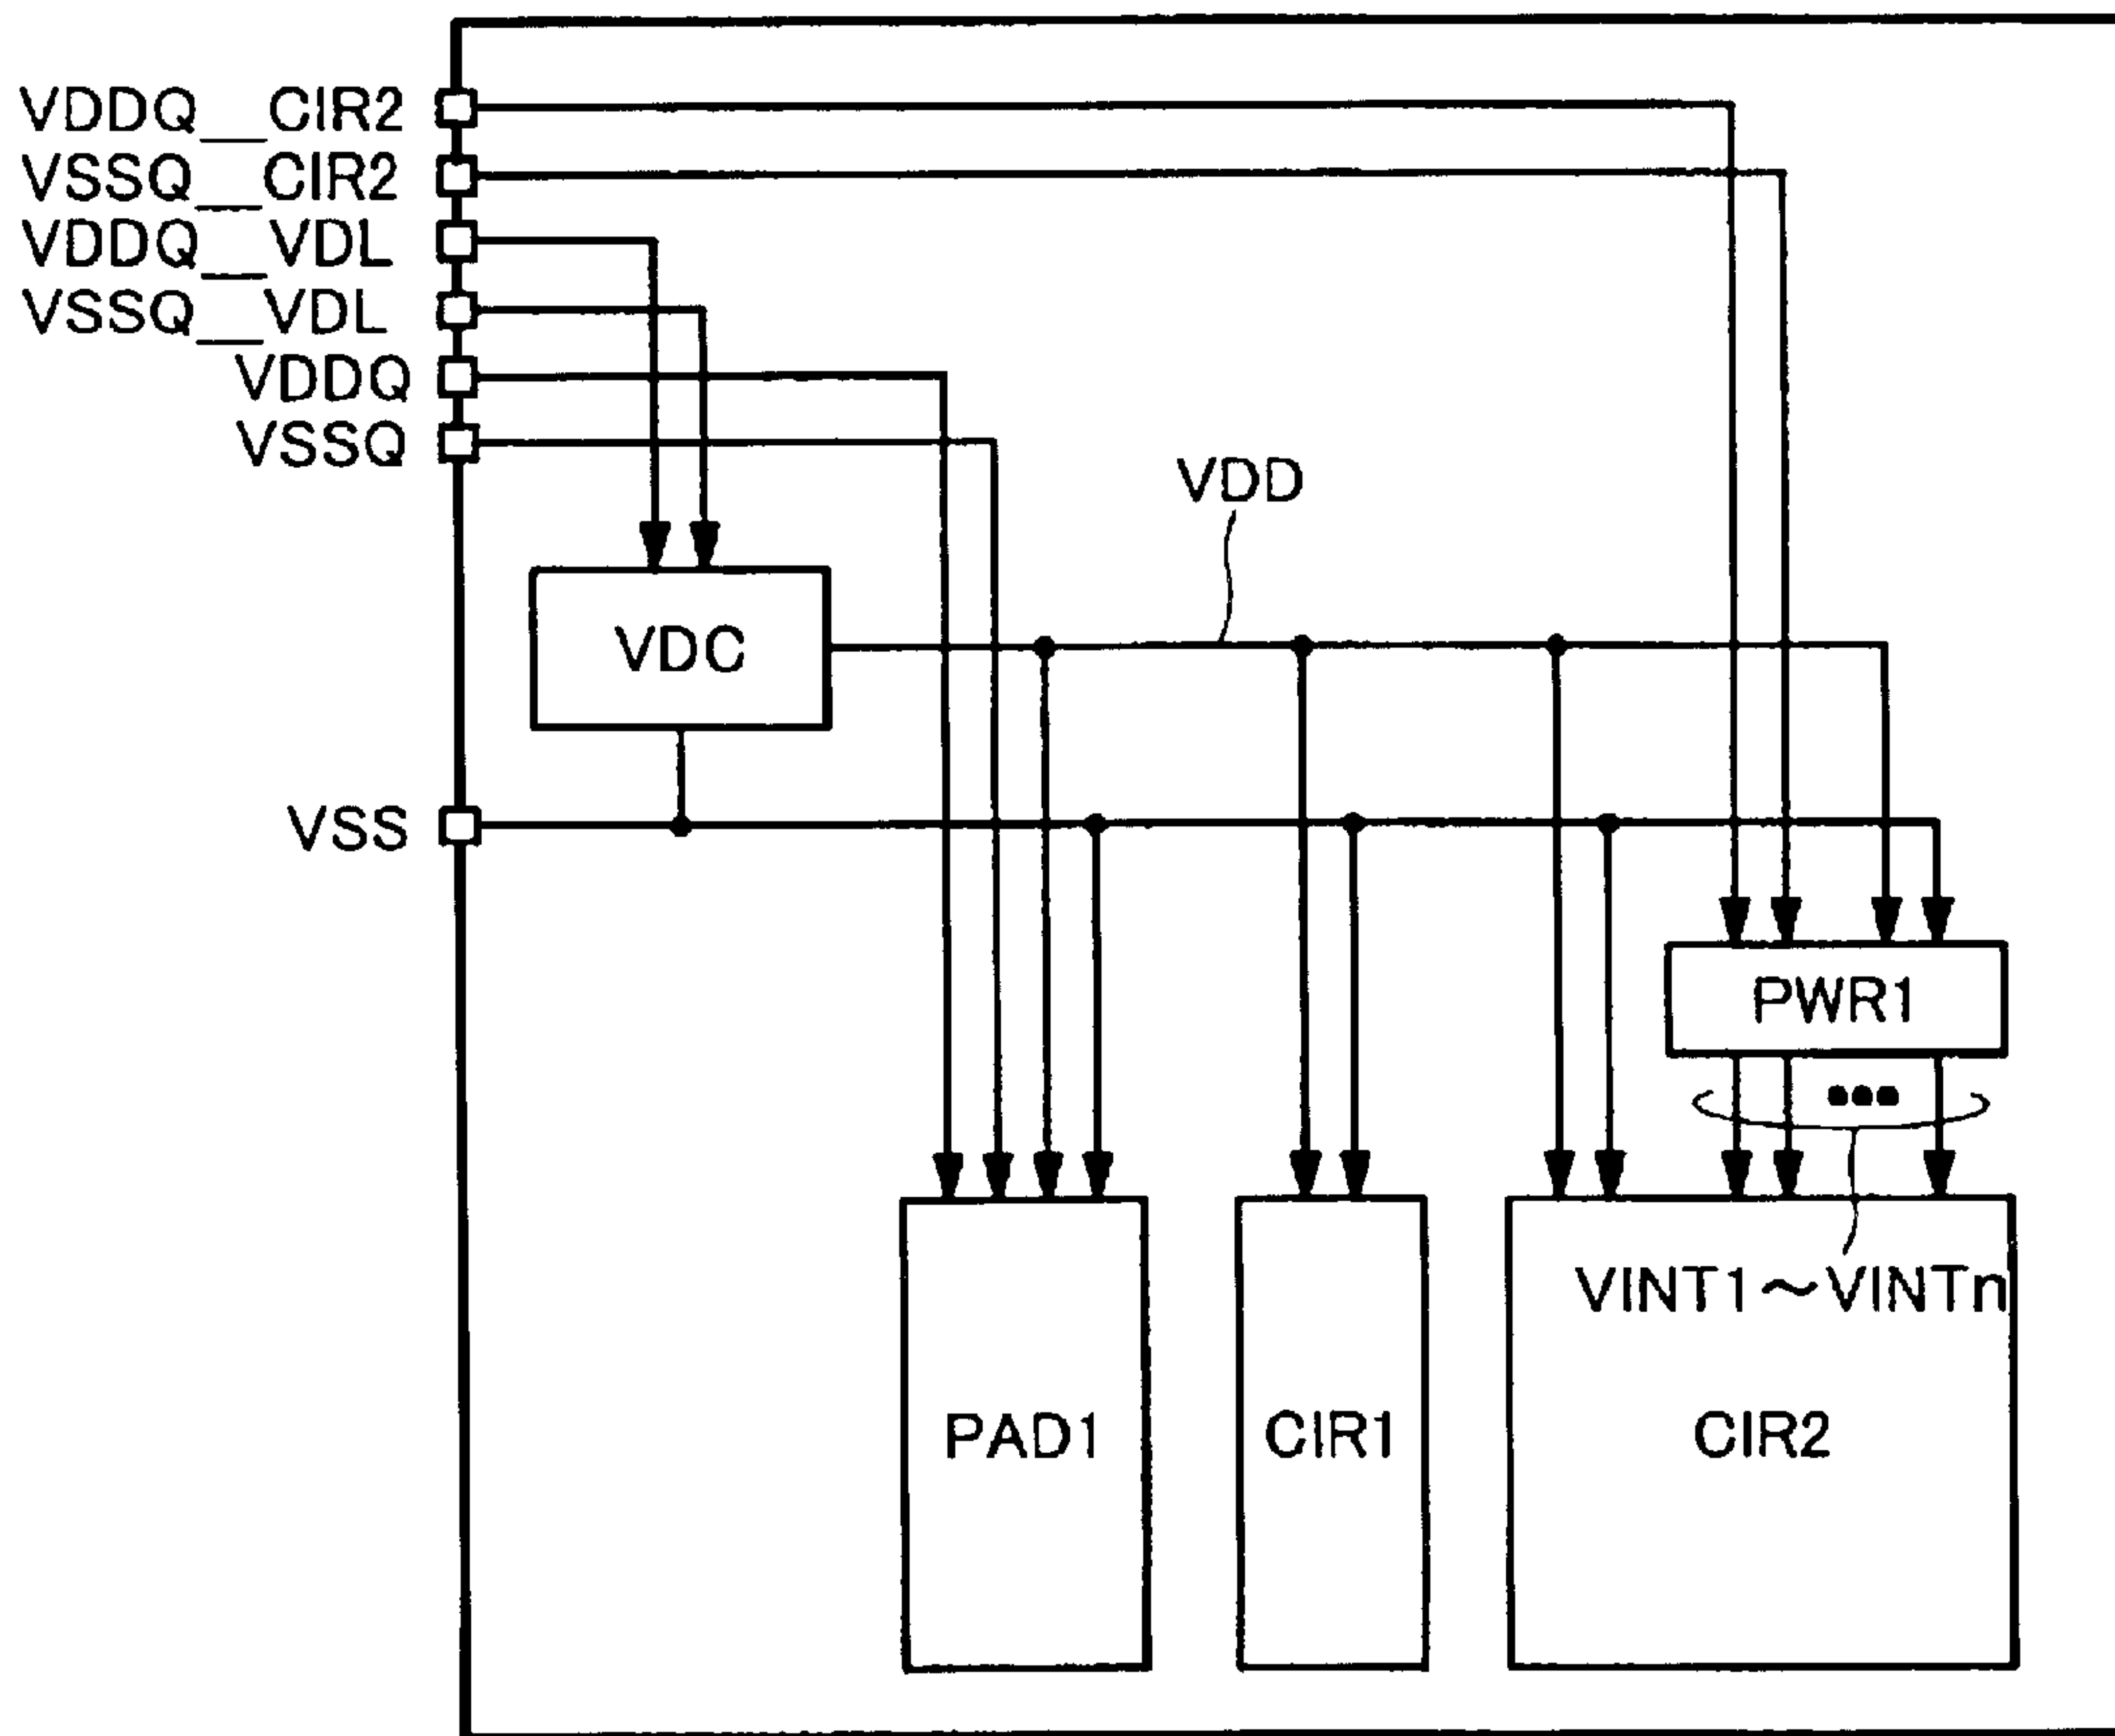 VDDQ__CIR2
VSSQ__CIR2
VDDQ__VDL
VSSQ__VDL
VDDQ
VSSQ
VDD
VDC
VSS
PWR1
VINT1～VINTn
PAD1
CIR1
CIR2